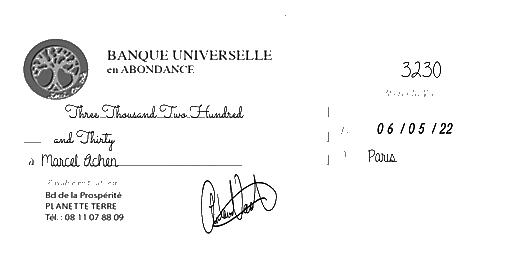 BANQUE UNIVERSELLE
en ABONDANCE
3230
Three Thousand Two Hundred
and Thirty
06/05/22
à Marcel Achen
Paris
Bd de la Prospérité
PLANETTE TERRE
Tél. : 08 11 07 88 09